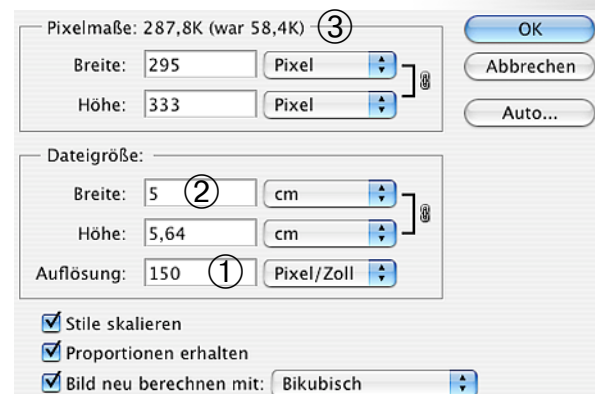 Pixelmaße: 287,8K (war 58,4K) ③
OK
Breite: 295 Pixel
Abbrechen
Höhe: 333 Pixel
Auto...
Dateigröße:
Breite: 5 ② cm
Höhe: 5,64 cm
Auflösung: 150 ① Pixel/Zoll
Stile skalieren
Proportionen erhalten
Bild neu berechnen mit: Bikubisch